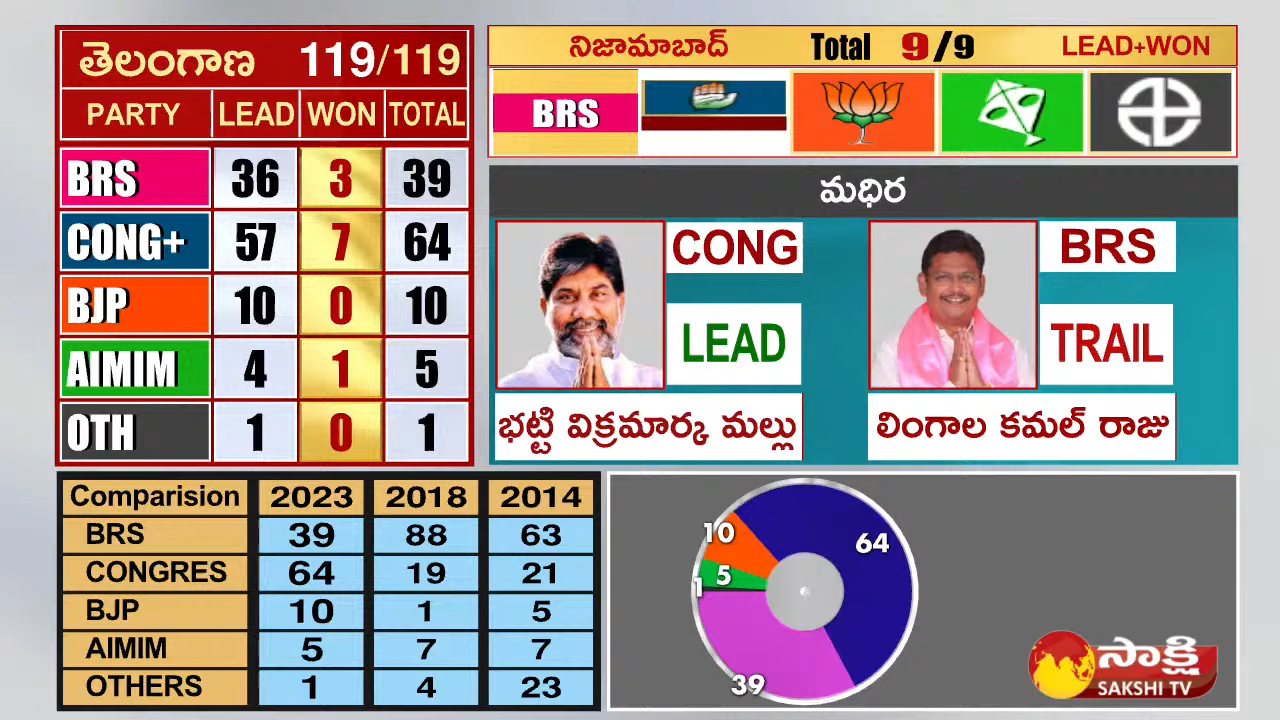 తెలంగాణ 119/119
PARTY LEAD WON TOTAL
BRS 36 3 39
CONG+ 57 7 64
BJP 10 0 10
AIMIM 4 1 5
OTH 1 0 1
నిజామాబాద్ Total 9/9 LEAD+WON
BRS
మధిర
CONG
LEAD
భట్టి విక్రమార్క మల్లు
BRS
TRAIL
లింగాల కమల్ రాజు
Comparision 2023 2018 2014
BRS 39 88 63
CONGRES 64 19 21
BJP 10 1 5
AIMIM 5 7 7
OTHERS 1 4 23
10
64
5
1
39
సాక్షి
SAKSHI TV